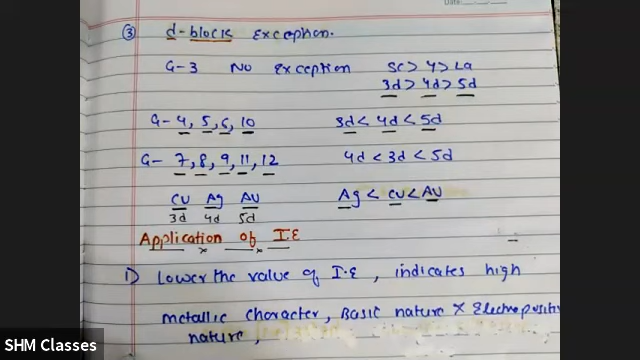 Date:
③ d-block exception.
G-3 No Exception Sc > Y > La
3d > 4d > 5d
G- 4, 5, 6, 10 3d < 4d < 5d
G- 7, 8, 9, 11, 12 4d < 3d < 5d
Cu Ag Au Ag < Cu < Au
3d 4d 5d
Application of I.E
1) Lower the value of I.E, indicates high
metallic character, Basic nature x Electropositive
nature,
SHM Classes